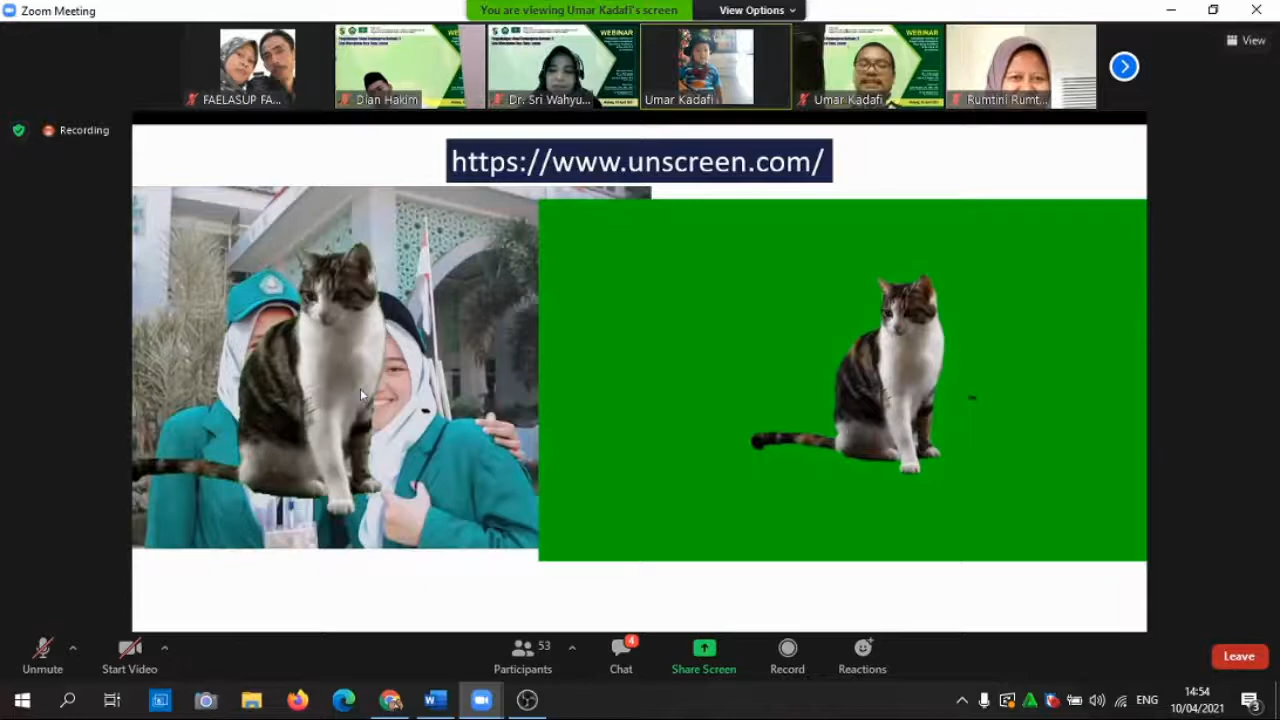 Zoom Meeting
You are viewing Umar Kadafi's screen
View Options
View
WEBINAR
WEBINAR
FAELASUP FA...
Dian Hakim
Dr. Sri Wahyu...
Umar Kadafi
Umar Kadafi
Rumtini Rumt...
Recording
https://www.unscreen.com/
53
4
Unmute
Start Video
Participants
Chat
Share Screen
Record
Reactions
Leave
ENG
14:54
10/04/2021
3